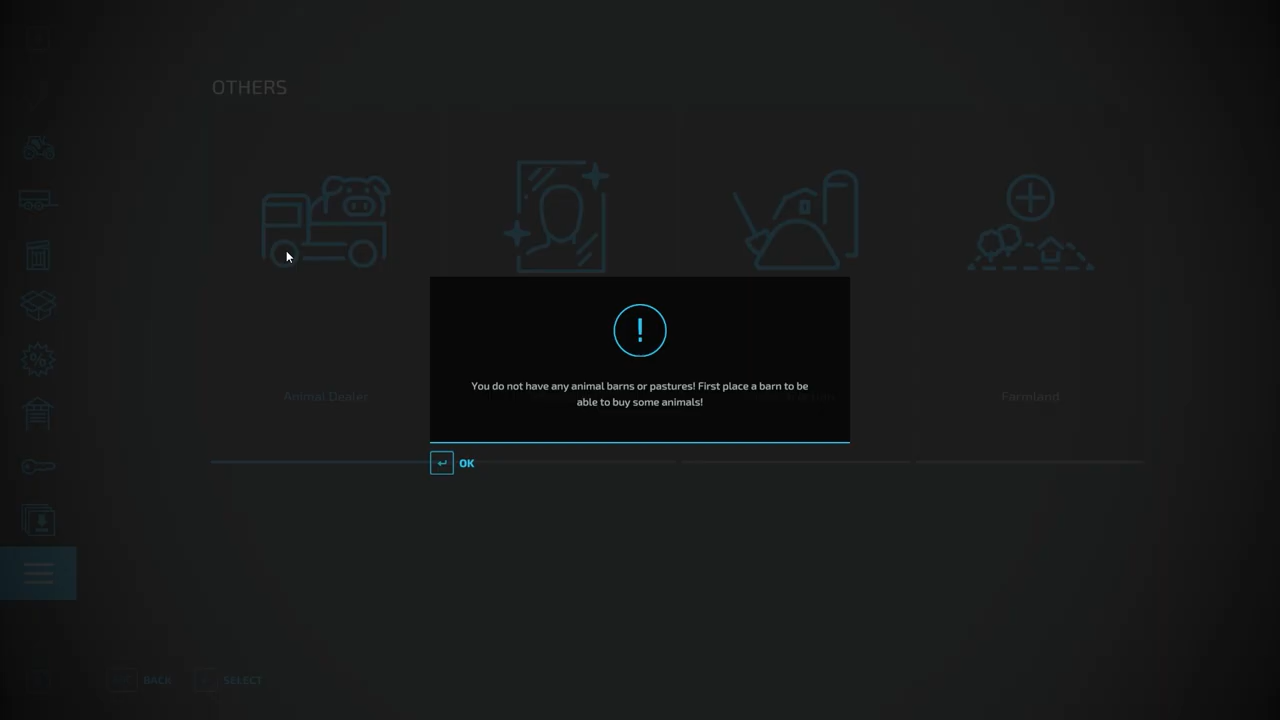 OTHERS
You do not have any animal barns or pastures! First place a barn to be
able to buy some animals!
Animal Dealer
Farmland
OK
BACK
SELECT